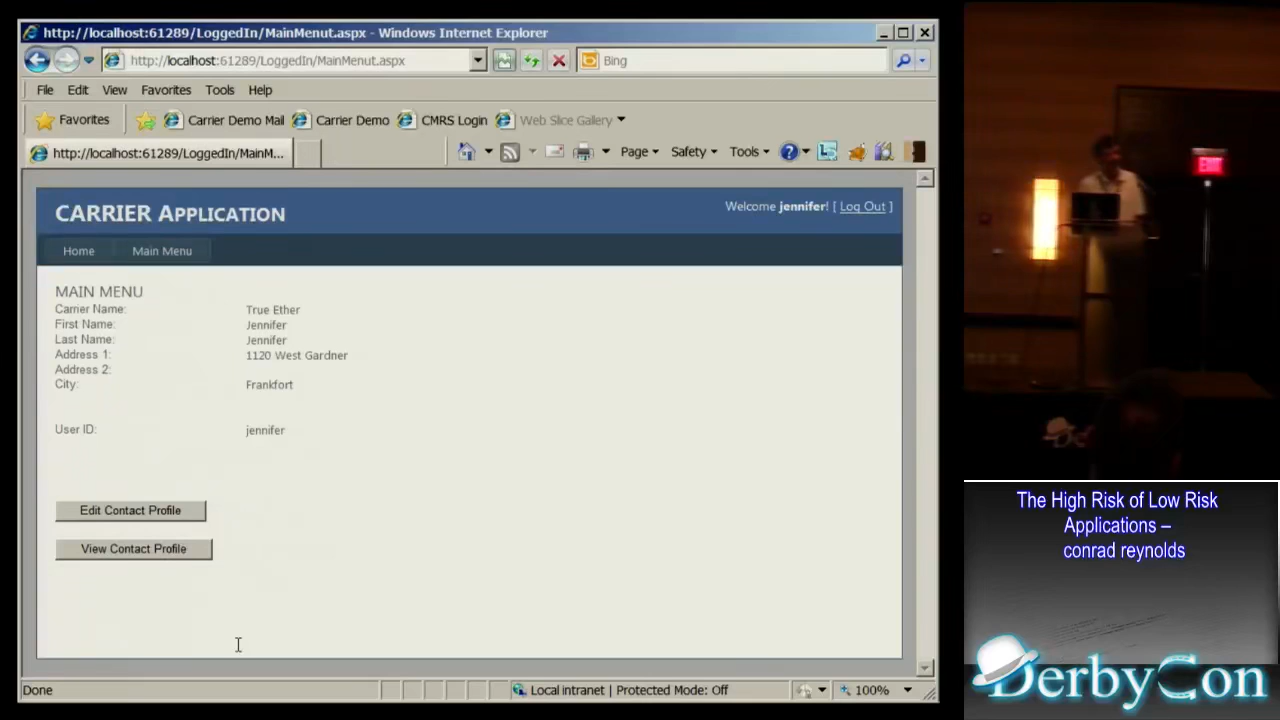 http://localhost:61289/LoggedIn/MainMenut.aspx - Windows Internet Explorer
http://localhost:61289/LoggedIn/MainMenut.aspx
Bing
File Edit View Favorites Tools Help
Favorites Carrier Demo Mail Carrier Demo CMRS Login Web Slice Gallery
http://localhost:61289/LoggedIn/MainM... Page Safety Tools
CARRIER APPLICATION
Welcome jennifer! [ Log Out ]
Home Main Menu
MAIN MENU
Carrier Name: True Ether
First Name: Jennifer
Last Name: Jennifer
Address 1: 1120 West Gardner
Address 2:
City: Frankfort
User ID: jennifer
Edit Contact Profile
View Contact Profile
Done Local intranet | Protected Mode: Off 100%
The High Risk of Low Risk
Applications –
conrad reynolds
DerbyCon